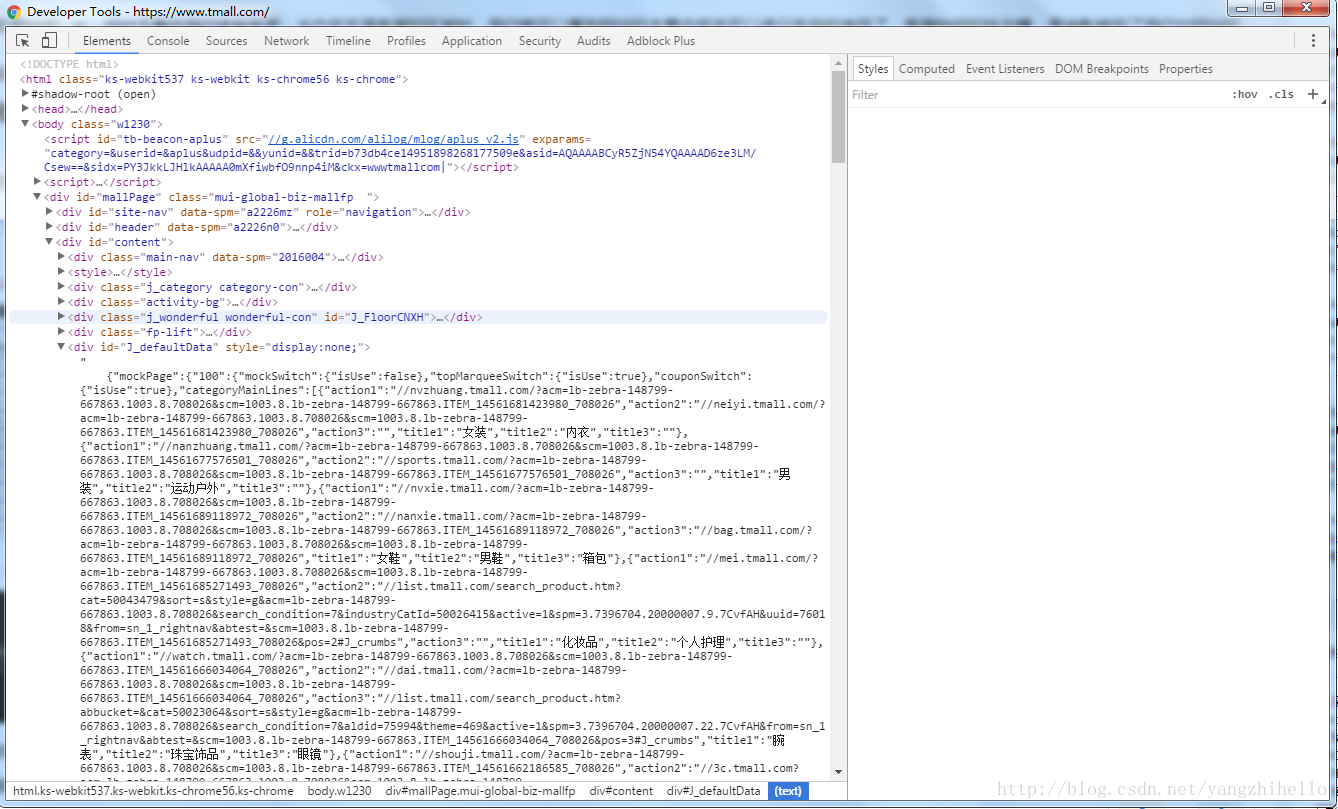 Developer Tools - https://www.tmall.com/
Elements Console Sources Network Timeline Profiles Application Security Audits Adblock Plus
<!DOCTYPE html>
<html class="ks-webkit537 ks-webkit ks-chrome56 ks-chrome">
#shadow-root (open)
<head>…</head>
<body class="w1230">
<script id="tb-beacon-aplus" src="//g.alicdn.com/alilog/mlog/aplus_v2.js" exparams=
"category=&userid=&aplus&udpid=&&yunid=&&trid=b73db4ce14951898268177509e&asid=AQAAAABCyR5ZjN54YQAAAAD6ze3LM/
Csew==&sidx=PY3JkkLJHlkAAAAA0mXfiwbfO9nnp4iM&ckx=wwwtmallcom|"></script>
<script>…</script>
<div id="mallPage" class="mui-global-biz-mallfp  ">
<div id="site-nav" data-spm="a2226mz" role="navigation">…</div>
<div id="header" data-spm="a2226n0">…</div>
<div id="content">
<div class="main-nav" data-spm="2016004">…</div>
<style>…</style>
<div class="j_category category-con">…</div>
<div class="activity-bg">…</div>
<div class="j_wonderful wonderful-con" id="J_FloorCNXH">…</div>
<div class="fp-lift">…</div>
<div id="J_defaultData" style="display:none;">
"
{"mockPage":{"100":{"mockSwitch":{"isUse":false},"topMarqueeSwitch":{"isUse":true},"couponSwitch":
{"isUse":true},"categoryMainLines":[{"action1":"//nvzhuang.tmall.com/?acm=lb-zebra-148799-
667863.1003.8.708026&scm=1003.8.lb-zebra-148799-667863.ITEM_14561681423980_708026","action2":"//neiyi.tmall.com/?
acm=lb-zebra-148799-667863.1003.8.708026&scm=1003.8.lb-zebra-148799-
667863.ITEM_14561681423980_708026","action3":"","title1":"女装","title2":"内衣","title3":""},
{"action1":"//nanzhuang.tmall.com/?acm=lb-zebra-148799-667863.1003.8.708026&scm=1003.8.lb-zebra-148799-
667863.ITEM_14561677576501_708026","action2":"//sports.tmall.com/?acm=lb-zebra-148799-
667863.1003.8.708026&scm=1003.8.lb-zebra-148799-667863.ITEM_14561677576501_708026","action3":"","title1":"男
装","title2":"运动户外","title3":""},{"action1":"//nvxie.tmall.com/?acm=lb-zebra-148799-
667863.1003.8.708026&scm=1003.8.lb-zebra-148799-
667863.ITEM_14561689118972_708026","action2":"//nanxie.tmall.com/?acm=lb-zebra-148799-
667863.1003.8.708026&scm=1003.8.lb-zebra-148799-667863.ITEM_14561689118972_708026","action3":"//bag.tmall.com/?
acm=lb-zebra-148799-667863.1003.8.708026&scm=1003.8.lb-zebra-148799-
667863.ITEM_14561689118972_708026","title1":"女鞋","title2":"男鞋","title3":"箱包"},{"action1":"//mei.tmall.com/?
acm=lb-zebra-148799-667863.1003.8.708026&scm=1003.8.lb-zebra-148799-
667863.ITEM_14561685271493_708026","action2":"//list.tmall.com/search_product.htm?
cat=50043479&sort=s&style=g&acm=lb-zebra-148799-
667863.1003.8.708026&search_condition=7&industryCatId=50026415&active=1&spm=3.7396704.20000007.9.7CvfAH&uuid=7601
8&from=sn_1_rightnav&abtest=&scm=1003.8.lb-zebra-148799-
667863.ITEM_14561685271493_708026&pos=2#J_crumbs","action3":"","title1":"化妆品","title2":"个人护理","title3":""},
{"action1":"//watch.tmall.com/?acm=lb-zebra-148799-667863.1003.8.708026&scm=1003.8.lb-zebra-148799-
667863.ITEM_14561666034064_708026","action2":"//dai.tmall.com/?acm=lb-zebra-148799-
667863.1003.8.708026&scm=1003.8.lb-zebra-148799-
667863.ITEM_14561666034064_708026","action3":"//list.tmall.com/search_product.htm?
abbucket=&cat=50023064&sort=s&style=g&acm=lb-zebra-148799-
667863.1003.8.708026&search_condition=7&aldid=75994&theme=469&active=1&spm=3.7396704.20000007.22.7CvfAH&from=sn_1
_rightnav&abtest=&scm=1003.8.lb-zebra-148799-667863.ITEM_14561666034064_708026&pos=3#J_crumbs","title1":"腕
表","title2":"珠宝饰品","title3":"眼镜"},{"action1":"//shouji.tmall.com/?acm=lb-zebra-148799-
667863.1003.8.708026&scm=1003.8.lb-zebra-148799-667863.ITEM_14561662186585_708026","action2":"//3c.tmall.com?
html.ks-webkit537.ks-webkit.ks-chrome56.ks-chrome body.w1230 div#mallPage.mui-global-biz-mallfp div#content div#J_defaultData (text)
Styles Computed Event Listeners DOM Breakpoints Properties
Filter :hov .cls +
http://blog.csdn.net/yangzhihello